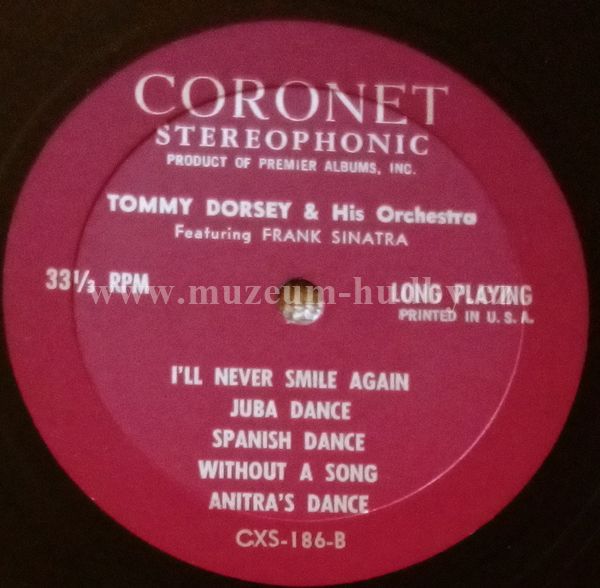 CORONET
STEREOPHONIC
PRODUCT OF PREMIER ALBUMS, INC.
TOMMY DORSEY & His Orchestra
Featuring FRANK SINATRA
33⅓ RPM
LONG PLAYING
PRINTED IN U. S. A.
www.muzeum-hudby.cz
I'LL NEVER SMILE AGAIN
JUBA DANCE
SPANISH DANCE
WITHOUT A SONG
ANITRA'S DANCE
CXS-186-B